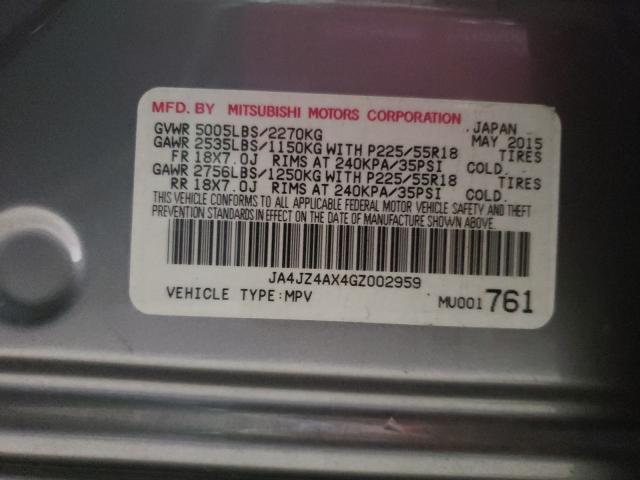 MFD. BY MITSUBISHI MOTORS CORPORATION
JAPAN
GVWR 5005LBS/2270KG MAY 2015
GAWR 2535LBS/1150KG WITH P225/55R18 TIRES
FR 18X7.0J RIMS AT 240KPA/35PSI COLD.
GAWR 2756LBS/1250KG WITH P225/55R18 TIRES
RR 18X7.0J RIMS AT 240KPA/35PSI COLD.
THIS VEHICLE CONFORMS TO ALL APPLICABLE FEDERAL MOTOR VEHICLE SAFETY AND THEFT
PREVENTION STANDARDS IN EFFECT ON THE DATE OF MANUFACTURE SHOWN ABOVE.
JA4JZ4AX4GZ002959
VEHICLE TYPE:MPV MU001 761